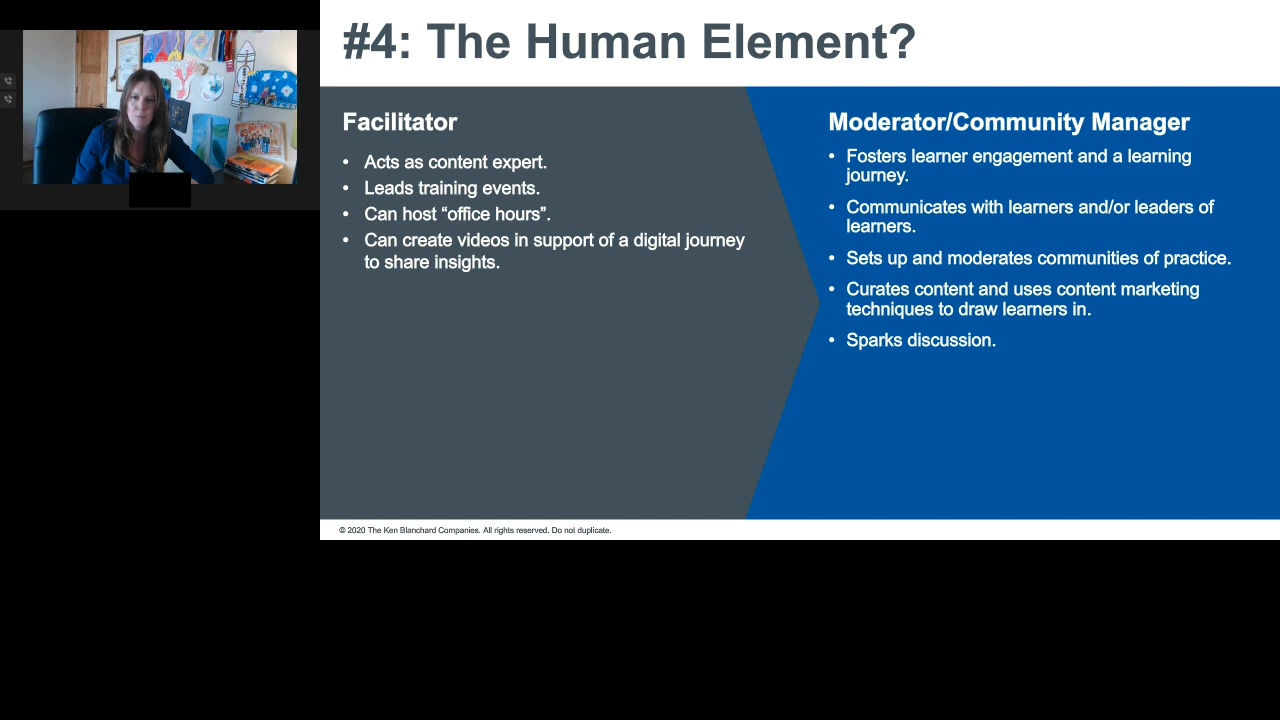 #4: The Human Element?
Facilitator
• Acts as content expert.
• Leads training events.
• Can host “office hours”.
• Can create videos in support of a digital journey
to share insights.
Moderator/Community Manager
• Fosters learner engagement and a learning
journey.
• Communicates with learners and/or leaders of
learners.
• Sets up and moderates communities of practice.
• Curates content and uses content marketing
techniques to draw learners in.
• Sparks discussion.
© 2020 The Ken Blanchard Companies. All rights reserved. Do not duplicate.